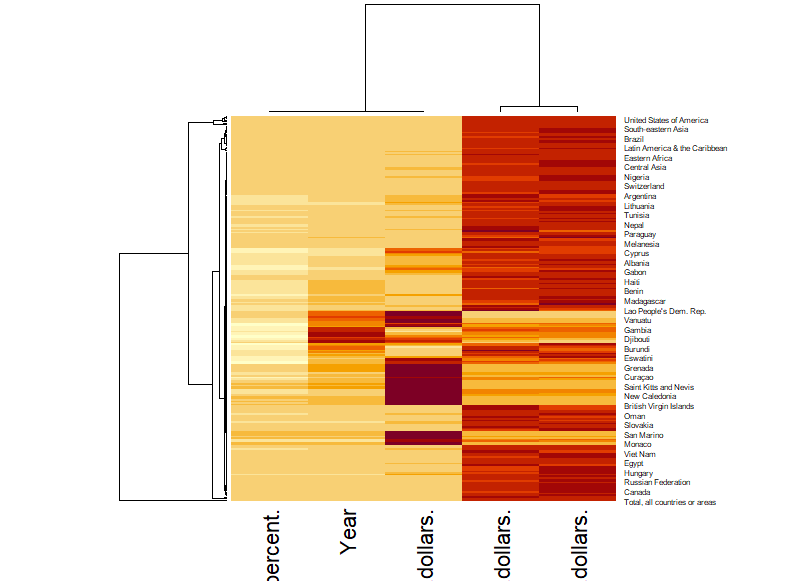 United States of America
South-eastern Asia
Brazil
Latin America & the Caribbean
Eastern Africa
Central Asia
Nigeria
Switzerland
Argentina
Lithuania
Tunisia
Nepal
Paraguay
Melanesia
Cyprus
Albania
Gabon
Haiti
Benin
Madagascar
Lao People's Dem. Rep.
Vanuatu
Gambia
Djibouti
Burundi
Eswatini
Grenada
Curaçao
Saint Kitts and Nevis
New Caledonia
British Virgin Islands
Oman
Slovakia
San Marino
Monaco
Viet Nam
Egypt
Hungary
Russian Federation
Canada
Total, all countries or areas
percent.
Year
dollars.
dollars.
dollars.